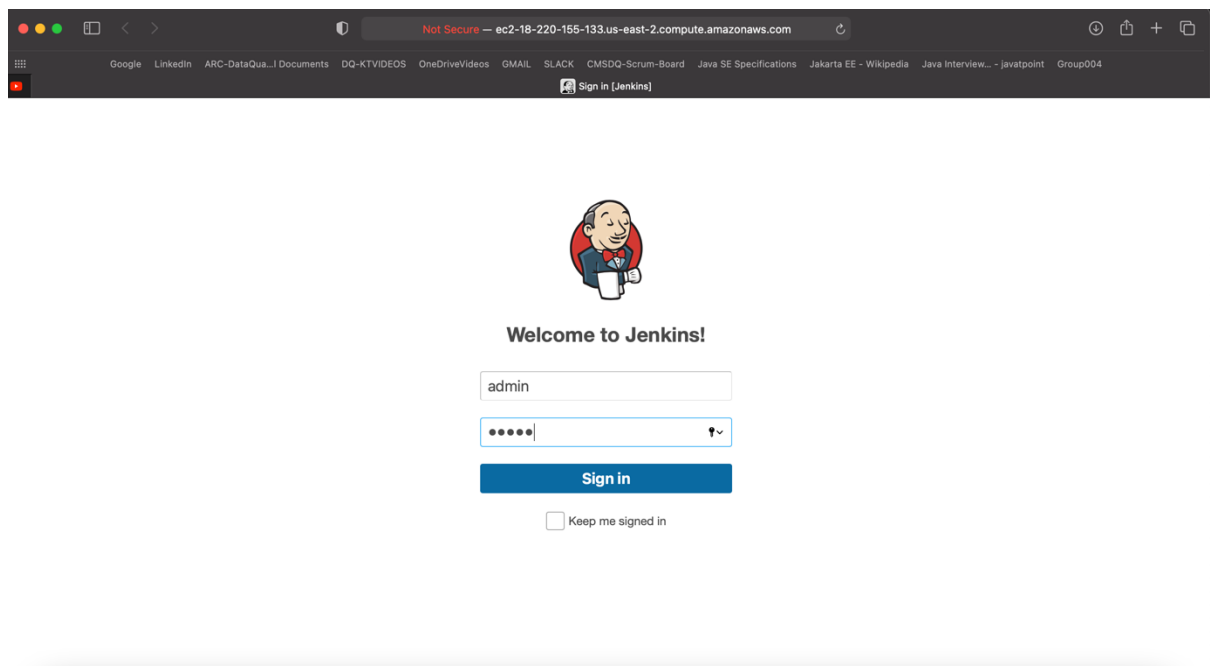 Not Secure — ec2-18-220-155-133.us-east-2.compute.amazonaws.com
Google LinkedIn ARC-DataQua...l Documents DQ-KTVIDEOS OneDriveVideos GMAIL SLACK CMSDQ-Scrum-Board Java SE Specifications Jakarta EE - Wikipedia Java Interview... - javatpoint Group004
Sign in [Jenkins]
Welcome to Jenkins!
admin
•••••
Sign in
Keep me signed in